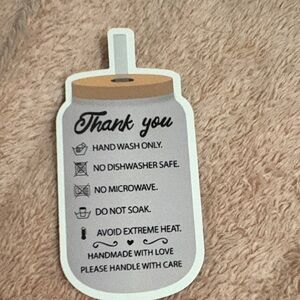 Thank you
HAND WASH ONLY.
NO DISHWASHER SAFE.
NO MICROWAVE.
DO NOT SOAK.
AVOID EXTREME HEAT.
HANDMADE WITH LOVE
PLEASE HANDLE WITH CARE